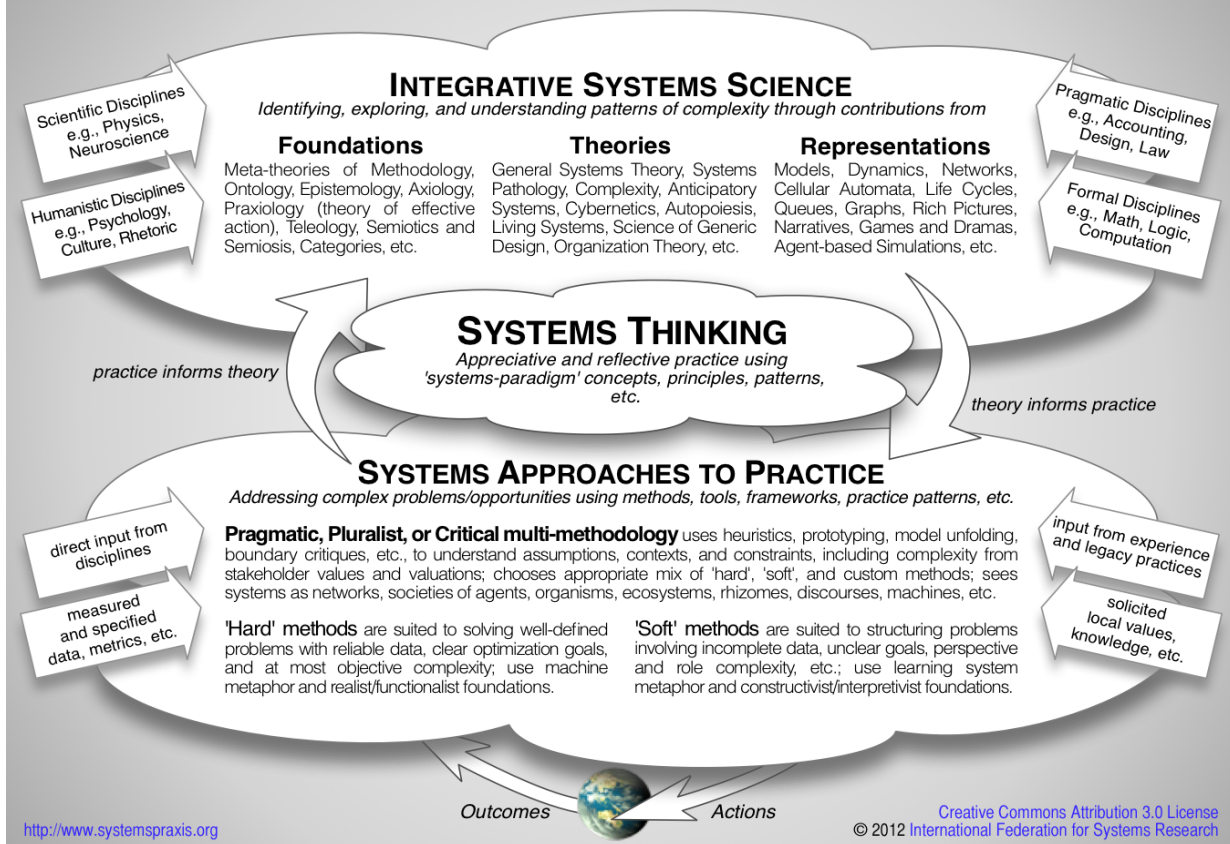 INTEGRATIVE SYSTEMS SCIENCE
Identifying, exploring, and understanding patterns of complexity through contributions from
Scientific Disciplines
e.g., Physics,
Neuroscience
Humanistic Disciplines
e.g., Psychology,
Culture, Rhetoric
Foundations
Meta-theories of Methodology,
Ontology, Epistemology, Axiology,
Praxiology (theory of effective
action), Teleology, Semiotics and
Semiosis, Categories, etc.
Theories
General Systems Theory, Systems
Pathology, Complexity, Anticipatory
Systems, Cybernetics, Autopoiesis,
Living Systems, Science of Generic
Design, Organization Theory, etc.
Representations
Models, Dynamics, Networks,
Cellular Automata, Life Cycles,
Queues, Graphs, Rich Pictures,
Narratives, Games and Dramas,
Agent-based Simulations, etc.
Pragmatic Disciplines
e.g., Accounting,
Design, Law
Formal Disciplines
e.g., Math, Logic,
Computation
SYSTEMS THINKING
Appreciative and reflective practice using
'systems-paradigm' concepts, principles, patterns,
etc.
practice informs theory
theory informs practice
SYSTEMS APPROACHES TO PRACTICE
Addressing complex problems/opportunities using methods, tools, frameworks, practice patterns, etc.
direct input from
disciplines
measured
and specified
data, metrics, etc.
Pragmatic, Pluralist, or Critical multi-methodology uses heuristics, prototyping, model unfolding,
boundary critiques, etc., to understand assumptions, contexts, and constraints, including complexity from
stakeholder values and valuations; chooses appropriate mix of 'hard', 'soft', and custom methods; sees
systems as networks, societies of agents, organisms, ecosystems, rhizomes, discourses, machines, etc.
'Hard' methods are suited to solving well-defined
problems with reliable data, clear optimization goals,
and at most objective complexity; use machine
metaphor and realist/functionalist foundations.
'Soft' methods are suited to structuring problems
involving incomplete data, unclear goals, perspective
and role complexity, etc.; use learning system
metaphor and constructivist/interpretivist foundations.
input from experience
and legacy practices
solicited
local values,
knowledge, etc.
Outcomes
Actions
http://www.systemspraxis.org
Creative Commons Attribution 3.0 License
© 2012 International Federation for Systems Research